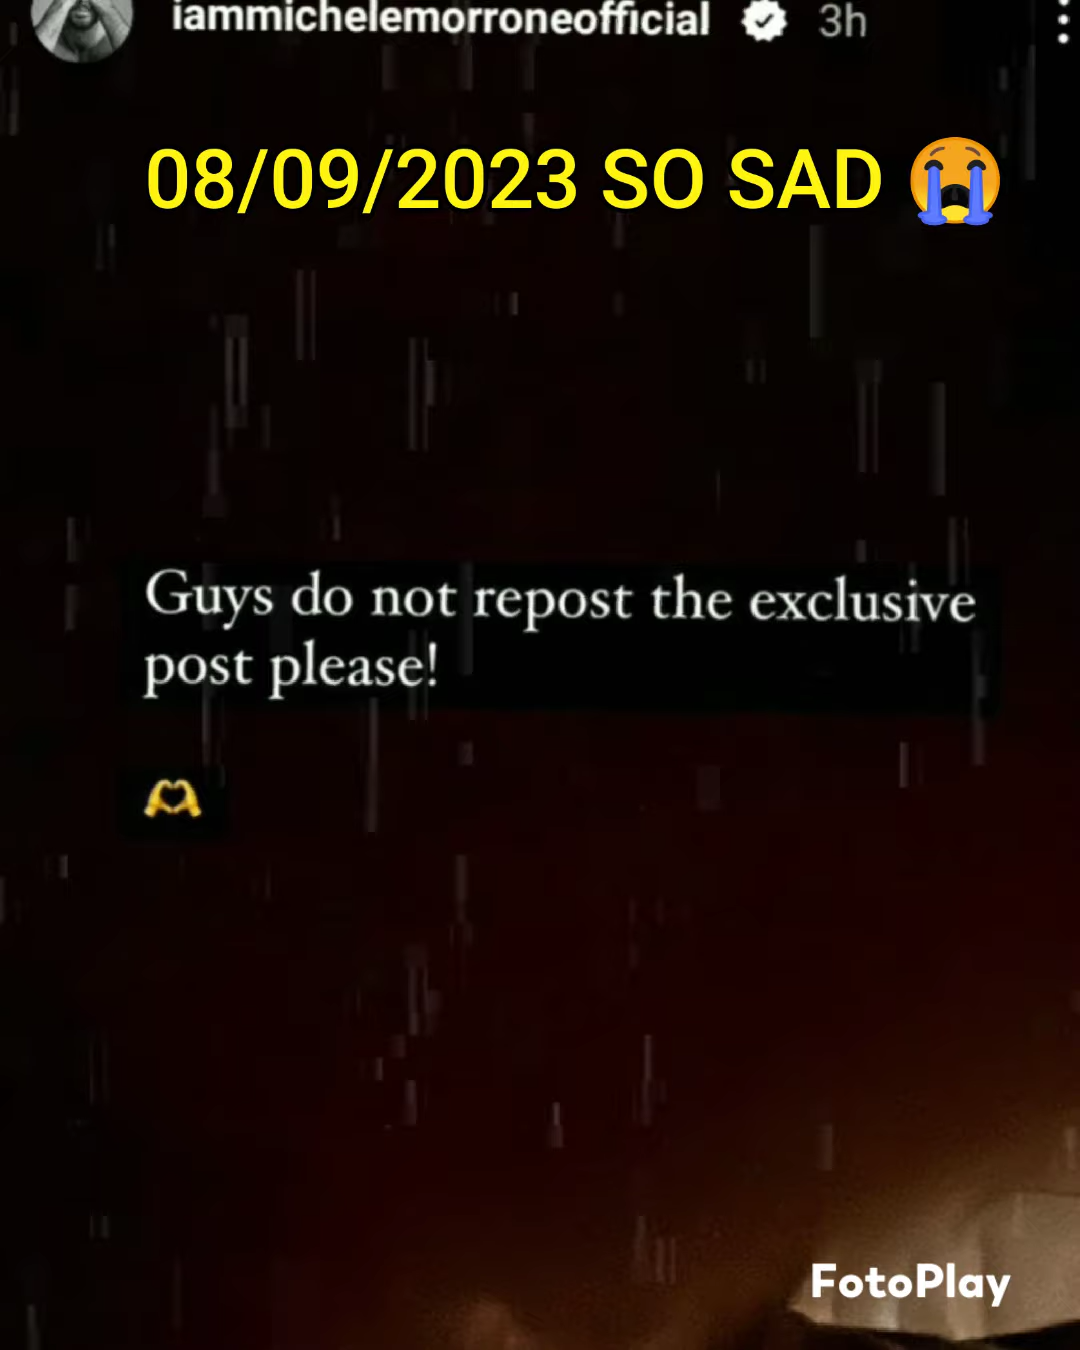 iammichelemorroneofficial 3h
08/09/2023 SO SAD 😭
Guys do not repost the exclusive
post please!
🫶
FotoPlay